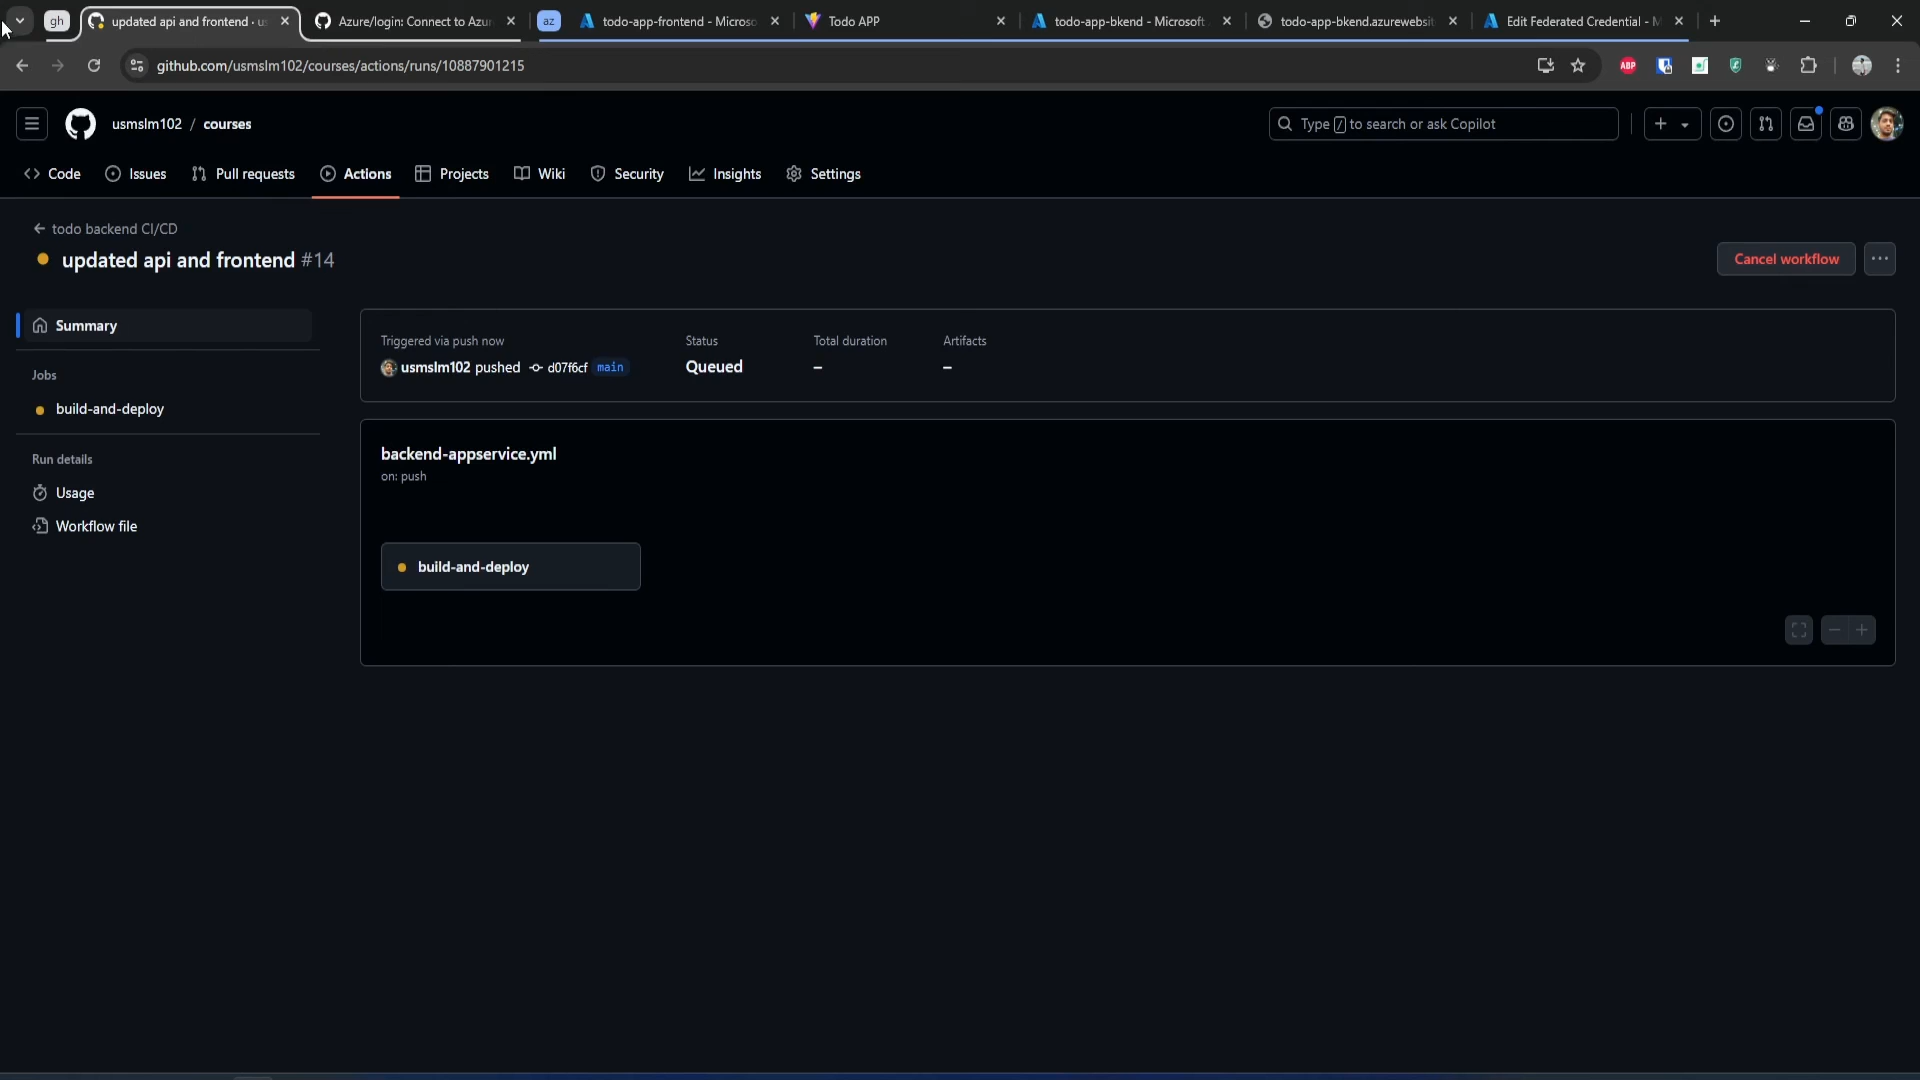 gh
updated api and frontend · us
Azure/login: Connect to Azur
az
todo-app-frontend - Microso
Todo APP
todo-app-bkend - Microsoft
todo-app-bkend.azurewebsit
Edit Federated Credential - M
github.com/usmslm102/courses/actions/runs/10887901215
ABP
usmslm102 / courses
Type / to search or ask Copilot
Code
Issues
Pull requests
Actions
Projects
Wiki
Security
Insights
Settings
todo backend CI/CD
updated api and frontend #14
Cancel workflow
Summary
Jobs
build-and-deploy
Run details
Usage
Workflow file
Triggered via push now
usmslm102 pushed d07f6cf main
Status
Queued
Total duration
–
Artifacts
–
backend-appservice.yml
on: push
build-and-deploy